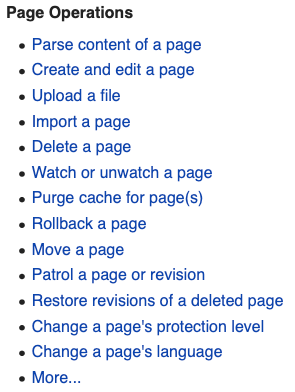 Page Operations
Parse content of a page
Create and edit a page
Upload a file
Import a page
Delete a page
Watch or unwatch a page
Purge cache for page(s)
Rollback a page
Move a page
Patrol a page or revision
Restore revisions of a deleted page
Change a page's protection level
Change a page's language
More...